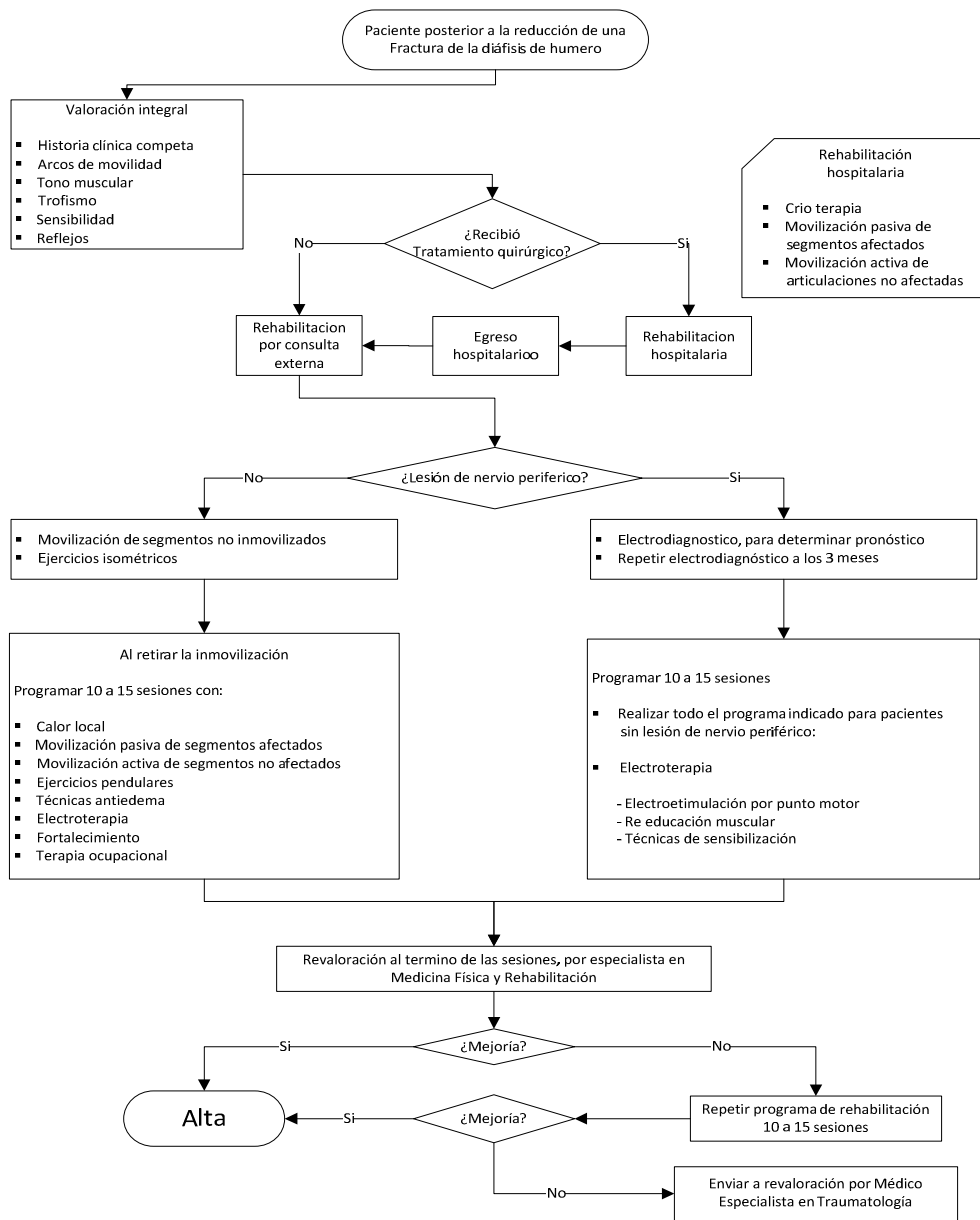 Paciente posterior a la reducción de una
Fractura de la diáfisis de humero
Valoración integral
▪ Historia clínica competa
▪ Arcos de movilidad
▪ Tono muscular
▪ Trofismo
▪ Sensibilidad
▪ Reflejos
Rehabilitación
hospitalaria
▪ Crio terapia
▪ Movilización pasiva de
segmentos afectados
▪ Movilización activa de
articulaciones no afectadas
¿Recibió
Tratamiento quirúrgico?
No
Si
Rehabilitacion
por consulta
externa
Egreso
hospitalarioo
Rehabilitacion
hospitalaria
¿Lesión de nervio periferico?
No
Si
▪ Movilización de segmentos no inmovilizados
▪ Ejercicios isométricos
▪ Electrodiagnostico, para determinar pronóstico
▪ Repetir electrodiagnóstico a los 3 meses
Al retirar la inmovilización
Programar 10 a 15 sesiones con:
▪ Calor local
▪ Movilización pasiva de segmentos afectados
▪ Movilización activa de segmentos no afectados
▪ Ejercicios pendulares
▪ Técnicas antiedema
▪ Electroterapia
▪ Fortalecimiento
▪ Terapia ocupacional
Programar 10 a 15 sesiones
▪ Realizar todo el programa indicado para pacientes
sin lesión de nervio periférico:
▪ Electroterapia
- Electroetimulación por punto motor
- Re educación muscular
- Técnicas de sensibilización
Revaloración al termino de las sesiones, por especialista en
Medicina Física y Rehabilitación
¿Mejoría?
Si
No
Alta
¿Mejoría?
Si
Repetir programa de rehabilitación
10 a 15 sesiones
No
Enviar a revaloración por Médico
Especialista en Traumatología